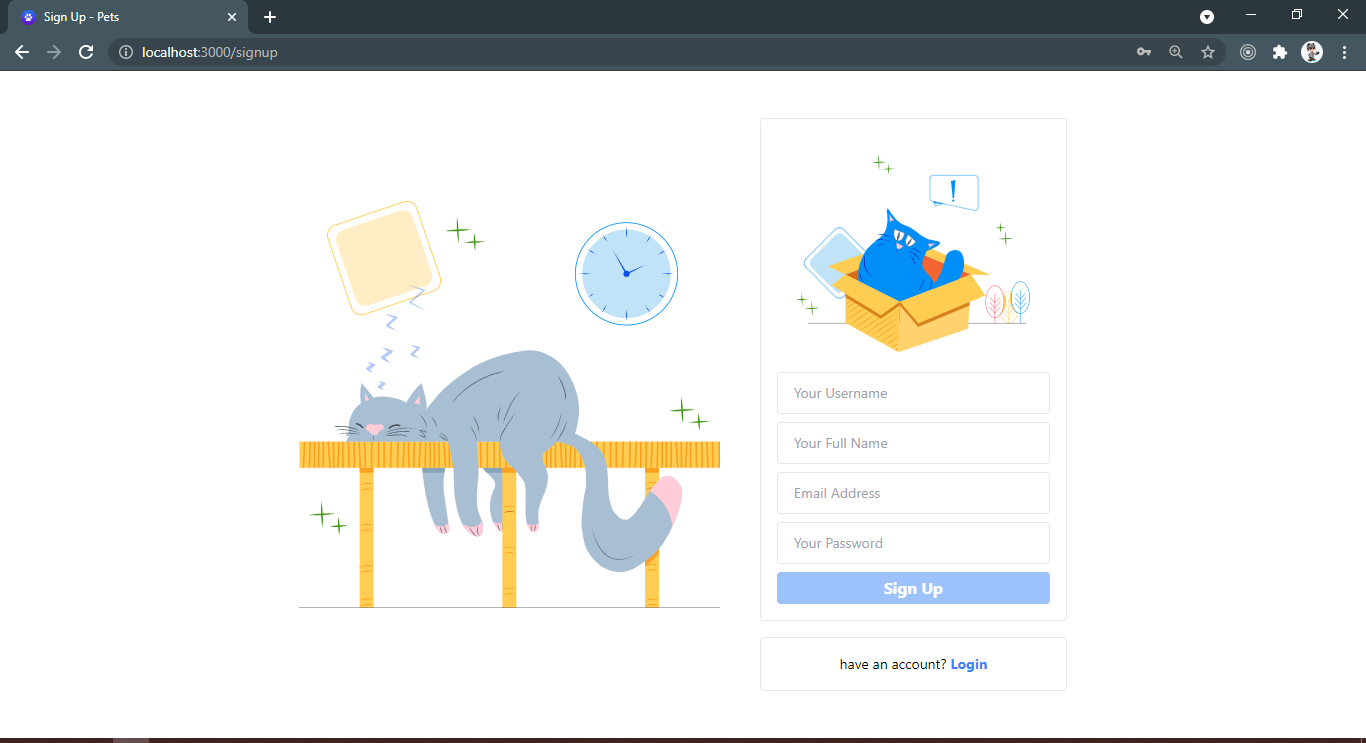 Sign Up - Pets
localhost:3000/signup
!
z
z
z
z
z
z
Your Username
Your Full Name
Email Address
Your Password
Sign Up
have an account? Login